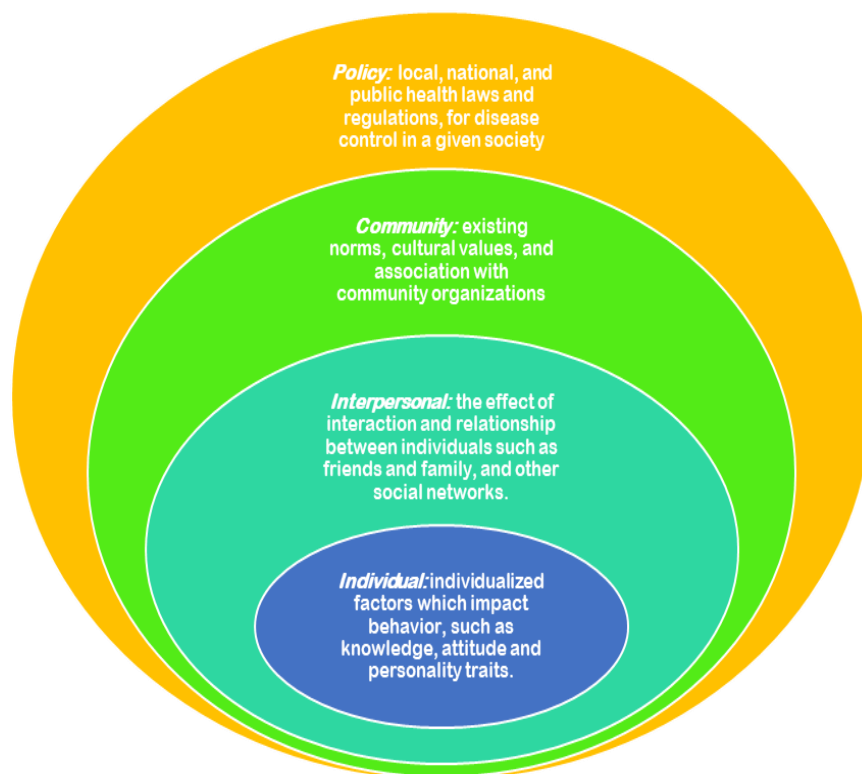 Policy: local, national, and
public health laws and
regulations, for disease
control in a given society
Community: existing
norms, cultural values, and
association with
community organizations
Interpersonal: the effect of
interaction and relationship
between individuals such as
friends and family, and other
social networks.
Individual:individualized
factors which impact
behavior, such as
knowledge, attitude and
personality traits.